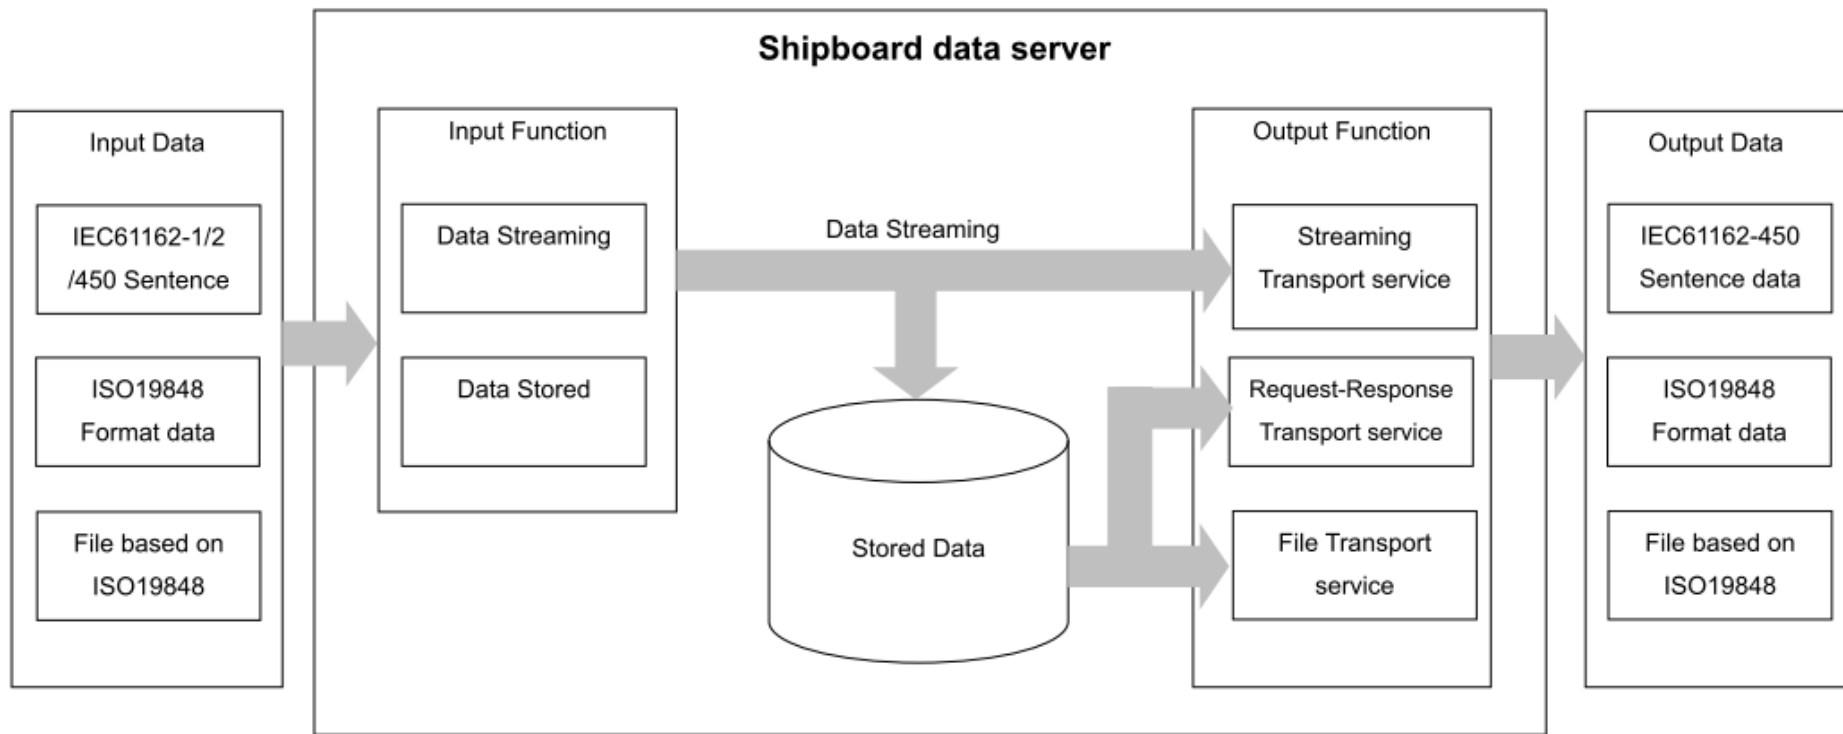 Shipboard data server
Input Data
IEC61162-1/2
/450 Sentence
ISO19848
Format data
File based on
ISO19848
Input Function
Data Streaming
Data Stored
Data Streaming
Stored Data
Output Function
Streaming
Transport service
Request-Response
Transport service
File Transport
service
Output Data
IEC61162-450
Sentence data
ISO19848
Format data
File based on
ISO19848